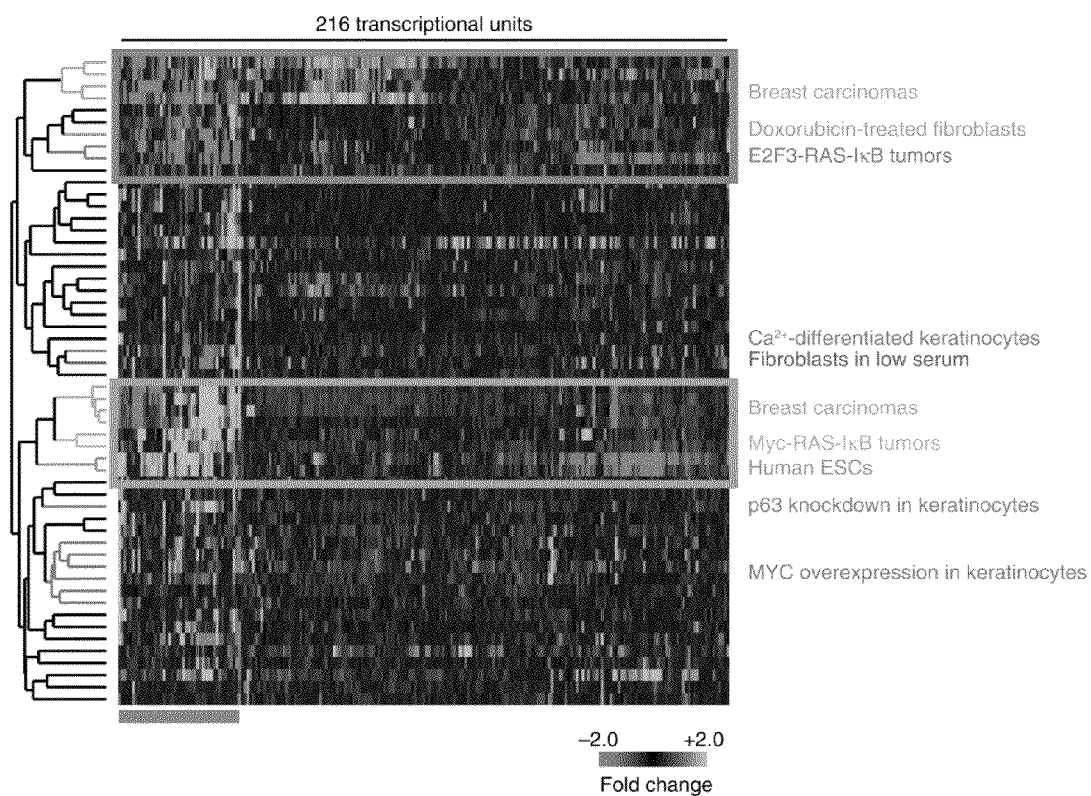 216 transcriptional units
Breast carcinomas
Doxorubicin-treated fibroblasts
E2F3-RAS-IκB tumors
Ca²⁺-differentiated keratinocytes
Fibroblasts in low serum
Breast carcinomas
Myc-RAS-IκB tumors
Human ESCs
p63 knockdown in keratinocytes
MYC overexpression in keratinocytes
–2.0 +2.0
Fold change